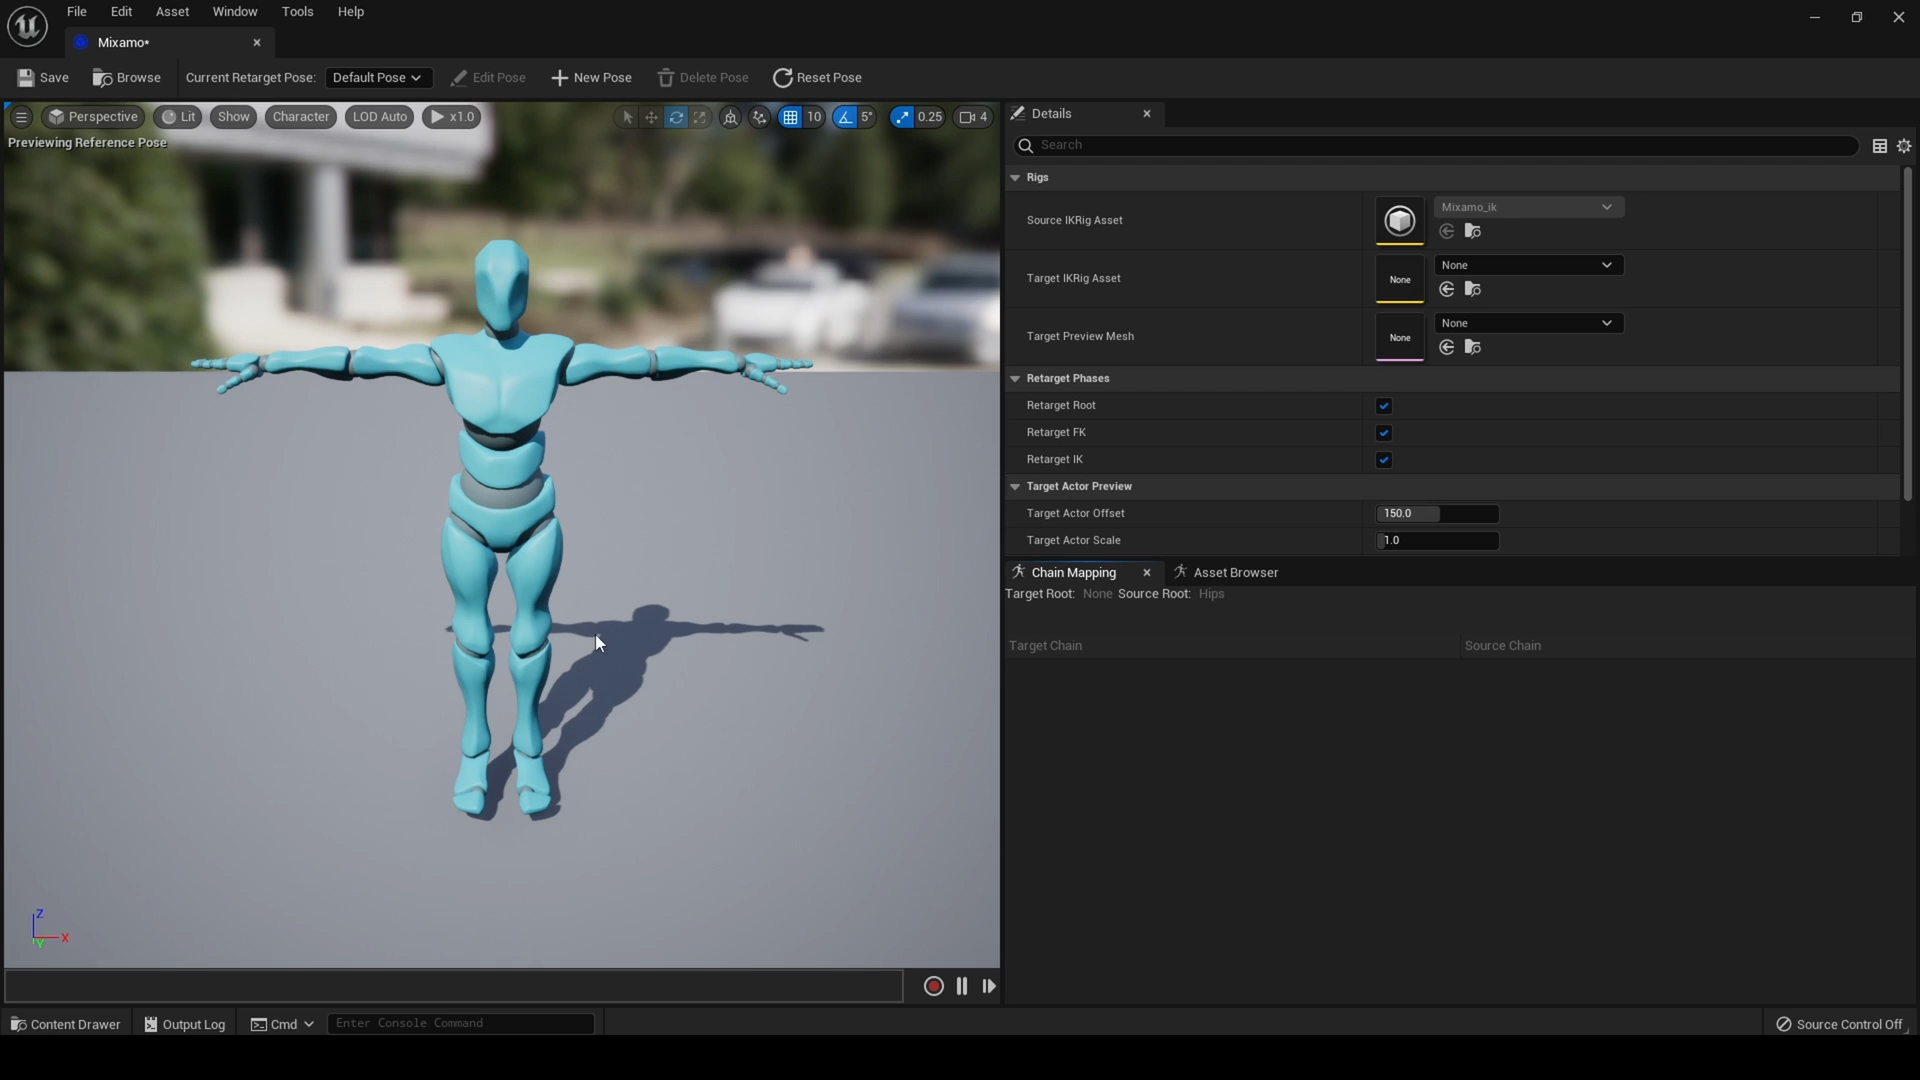 File Edit Asset Window Tools Help
Mixamo*
Save Browse Current Retarget Pose: Default Pose Edit Pose New Pose Delete Pose Reset Pose
Perspective Lit Show Character LOD Auto x1.0 10 5° 0.25 4
Previewing Reference Pose
Details
Search
Rigs
Source IKRig Asset
Mixamo_ik
Target IKRig Asset
None
None
Target Preview Mesh
None
None
Retarget Phases
Retarget Root
Retarget FK
Retarget IK
Target Actor Preview
Target Actor Offset 150.0
Target Actor Scale 1.0
Chain Mapping Asset Browser
Target Root: None Source Root: Hips
Target Chain Source Chain
Z
X
Y
Content Drawer Output Log Cmd Enter Console Command Source Control Off